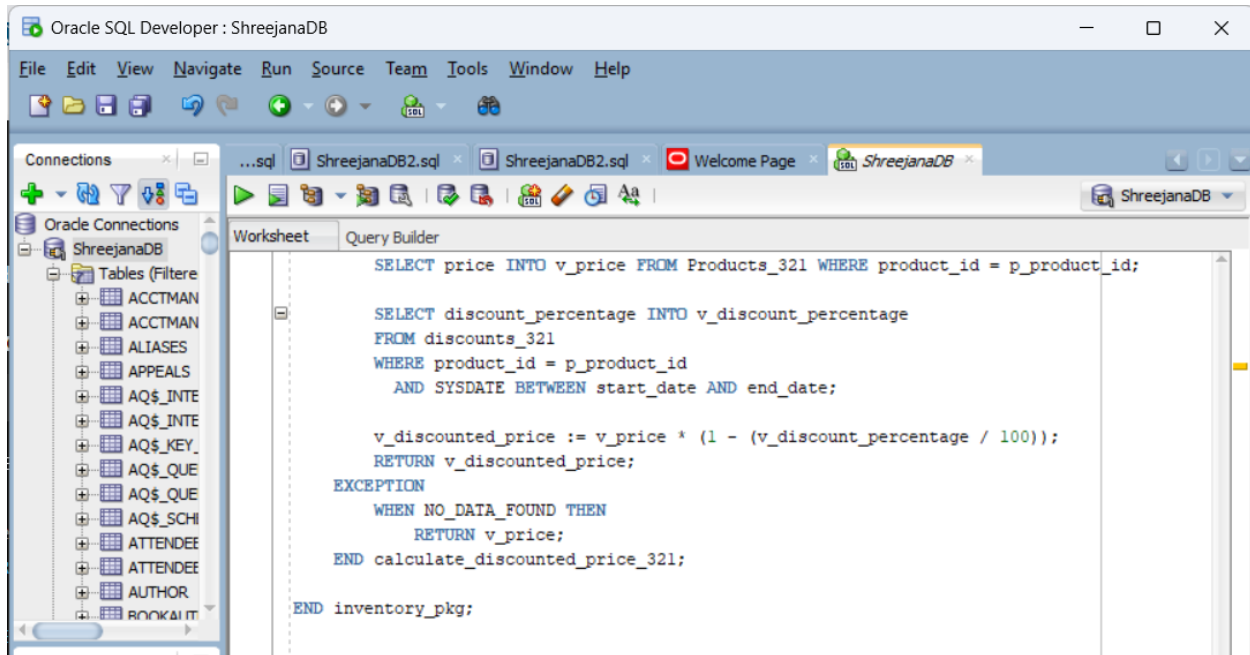 Oracle SQL Developer : ShreejanaDB
File Edit View Navigate Run Source Team Tools Window Help
Connections
...sql ShreejanaDB2.sql ShreejanaDB2.sql Welcome Page ShreejanaDB
ShreejanaDB
Oracle Connections
ShreejanaDB
Tables (Filtere
ACCTMAN
ACCTMAN
ALIASES
APPEALS
AQ$_INTE
AQ$_INTE
AQ$_KEY_
AQ$_QUE
AQ$_QUE
AQ$_SCHI
ATTENDEE
ATTENDEE
AUTHOR
BOOKAUT
Worksheet Query Builder
SELECT price INTO v_price FROM Products_321 WHERE product_id = p_product_id;
SELECT discount_percentage INTO v_discount_percentage
FROM discounts_321
WHERE product_id = p_product_id
AND SYSDATE BETWEEN start_date AND end_date;
v_discounted_price := v_price * (1 - (v_discount_percentage / 100));
RETURN v_discounted_price;
EXCEPTION
WHEN NO_DATA_FOUND THEN
RETURN v_price;
END calculate_discounted_price_321;
END inventory_pkg;